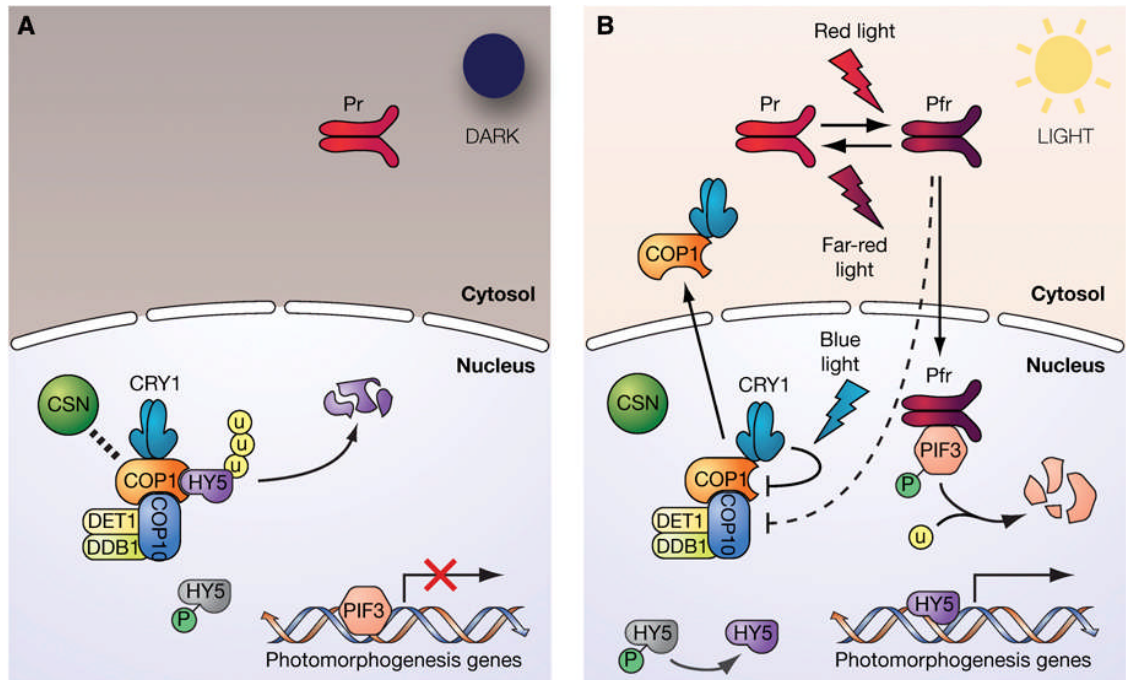 A
Pr
DARK
Cytosol
Nucleus
CSN
CRY1
u
u
u
COP1
HY5
DET1
DDB1
COP10
HY5
P
PIF3
Photomorphogenesis genes
B
Red light
Pr
Pfr
LIGHT
COP1
Far-red
light
Cytosol
Nucleus
Blue
light
CSN
CRY1
Pfr
PIF3
P
COP1
DET1
DDB1
COP10
u
HY5
P
HY5
HY5
Photomorphogenesis genes